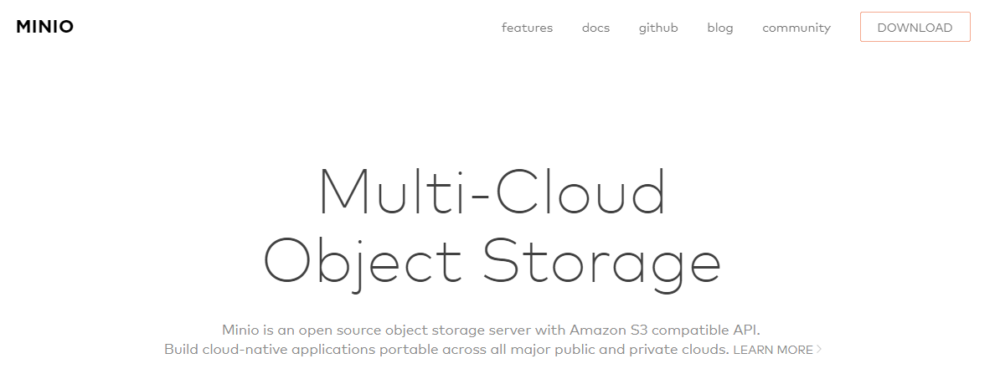 MINIO features docs github blog community DOWNLOAD
Multi-Cloud
Object Storage
Minio is an open source object storage server with Amazon S3 compatible API.
Build cloud-native applications portable across all major public and private clouds. LEARN MORE